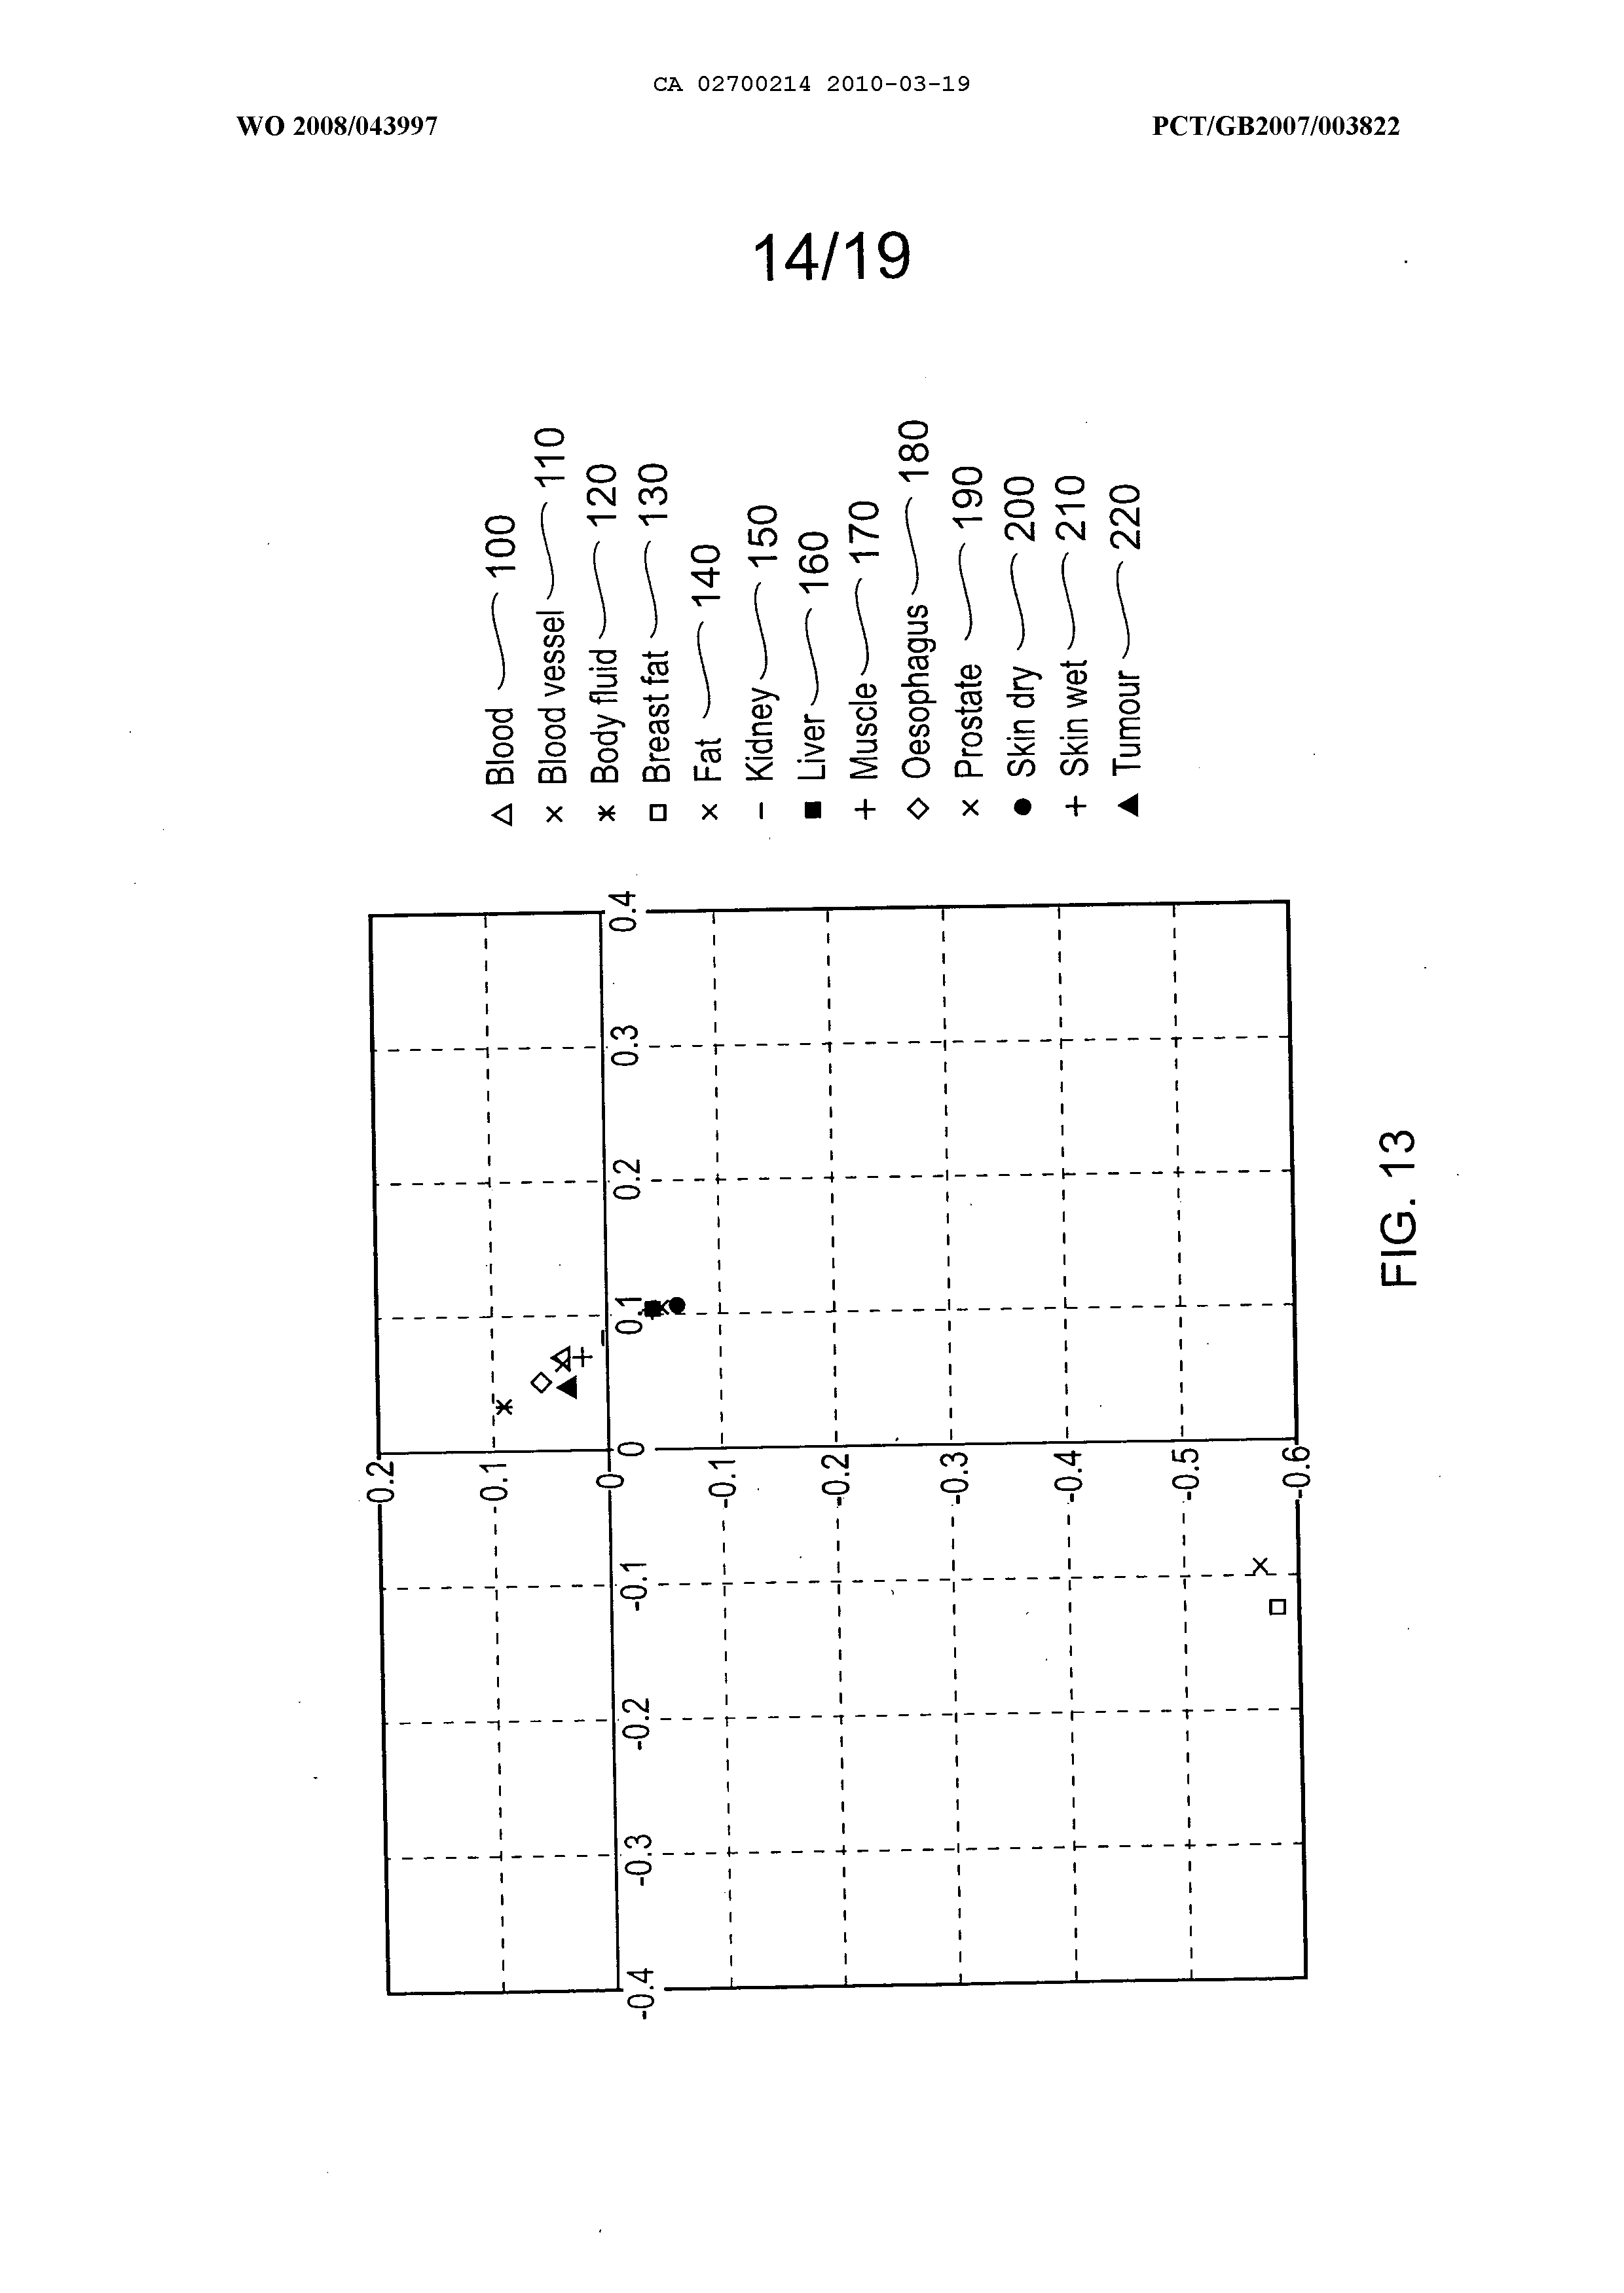 CA 02700214 2010-03-19
WO 2008/043997
PCT/GB2007/003822
14/19
0.2
0.1
0
-0.1
-0.2
-0.3
-0.4
-0.5
-0.6
-0.4
-0.3
-0.2
-0.1
0
0.1
0.2
0.3
0.4
Blood 100
Blood vessel 110
Body fluid 120
Breast fat 130
Fat 140
Kidney 150
Liver 160
Muscle 170
Oesophagus 180
Prostate 190
Skin dry 200
Skin wet 210
Tumour 220
FIG. 13